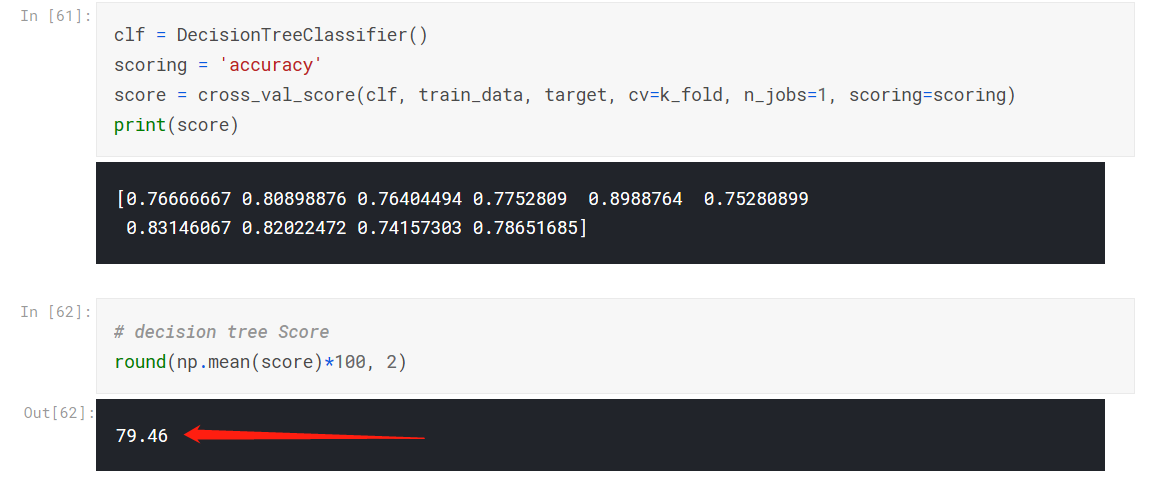 In [61]:
clf = DecisionTreeClassifier()
scoring = 'accuracy'
score = cross_val_score(clf, train_data, target, cv=k_fold, n_jobs=1, scoring=scoring)
print(score)
[0.76666667 0.80898876 0.76404494 0.7752809  0.8988764  0.75280899
 0.83146067 0.82022472 0.74157303 0.78651685]
In [62]:
# decision tree Score
round(np.mean(score)*100, 2)
Out[62]:
79.46